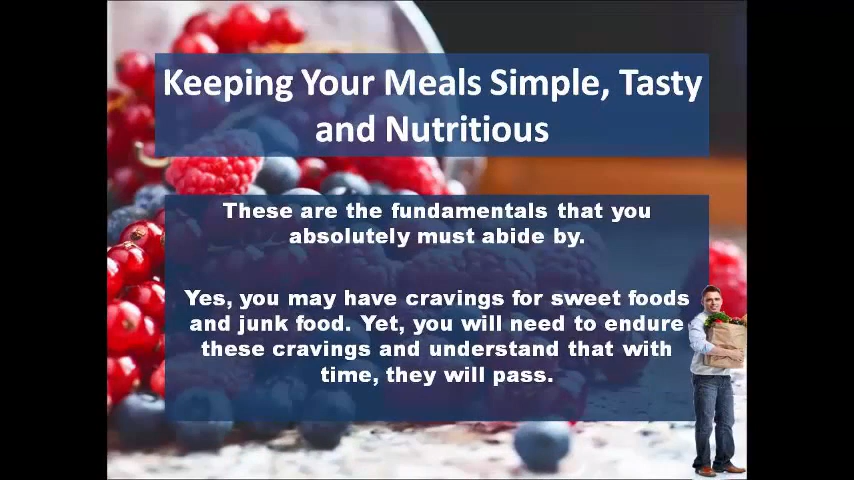 Keeping Your Meals Simple, Tasty
and Nutritious
These are the fundamentals that you
absolutely must abide by.
Yes, you may have cravings for sweet foods
and junk food. Yet, you will need to endure
these cravings and understand that with
time, they will pass.